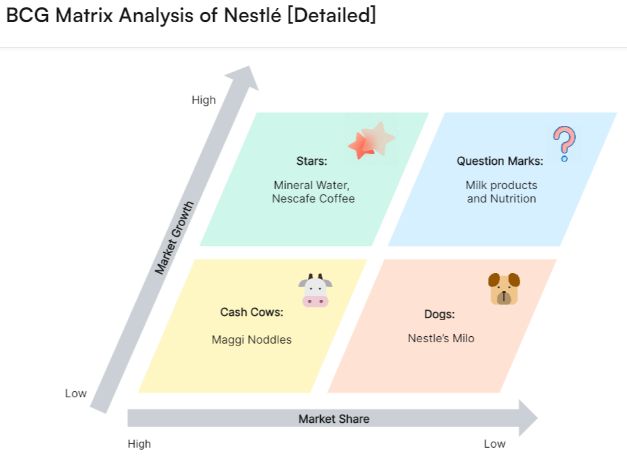 BCG Matrix Analysis of Nestlé [Detailed]
High
Stars:
Mineral Water,
Nescafe Coffee
Question Marks:
Milk products
and Nutrition
Market Growth
Cash Cows:
Maggi Noddles
Dogs:
Nestle's Milo
Low
Market Share
High
Low